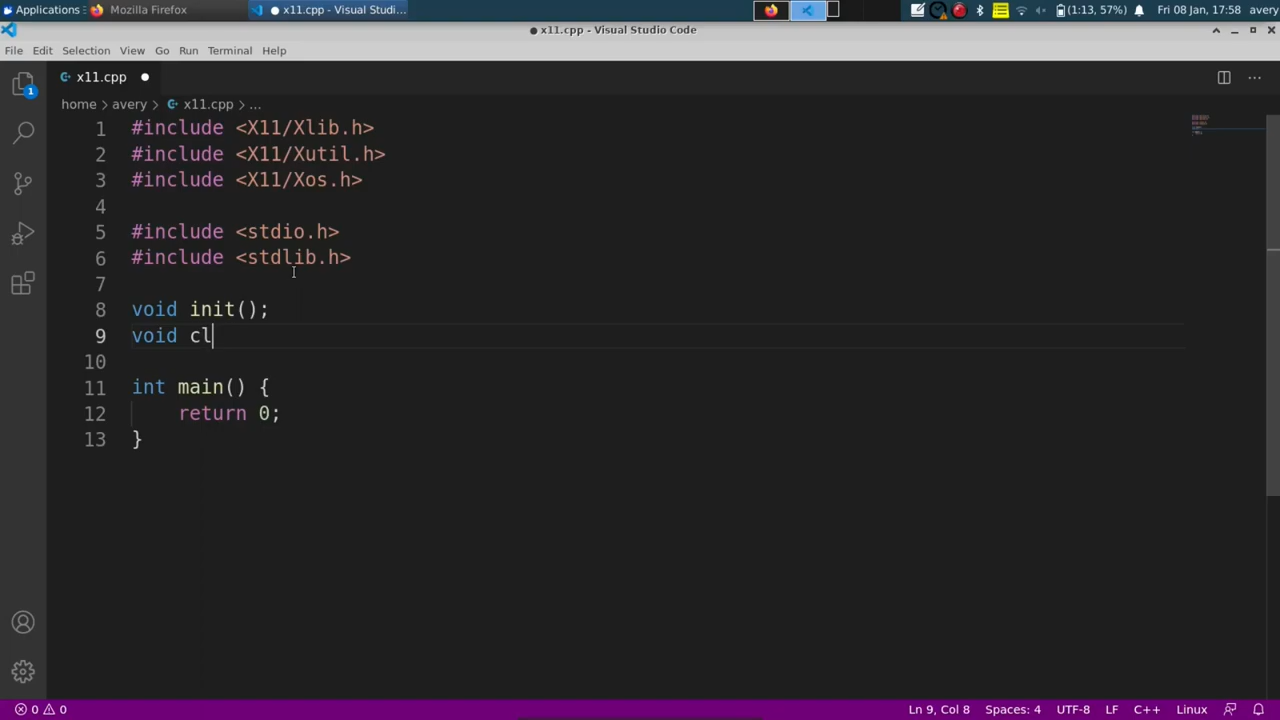 Applications Mozilla Firefox x11.cpp - Visual Studi... (1:13, 57%) Fri 08 Jan, 17:58 avery
● x11.cpp - Visual Studio Code
File Edit Selection View Go Run Terminal Help
x11.cpp ●
home > avery > x11.cpp > ...
1 #include <X11/Xlib.h>
2 #include <X11/Xutil.h>
3 #include <X11/Xos.h>
4
5 #include <stdio.h>
6 #include <stdlib.h>
7
8 void init();
9 void cl
10
11 int main() {
12 return 0;
13 }
1
0 0 Ln 9, Col 8 Spaces: 4 UTF-8 LF C++ Linux